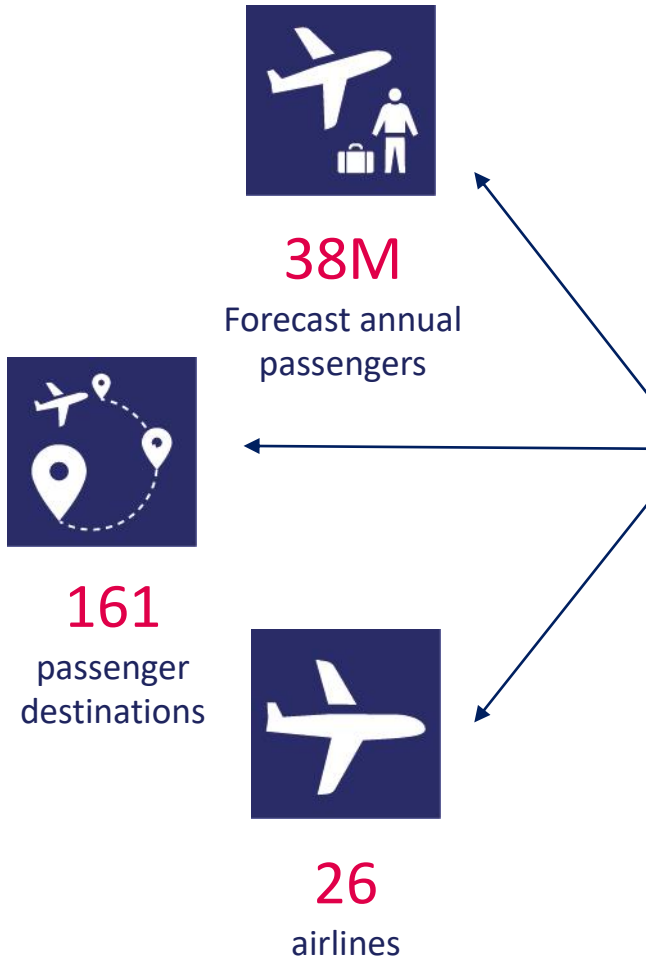 38M
Forecast annual
passengers
161
passenger
destinations
26
airlines